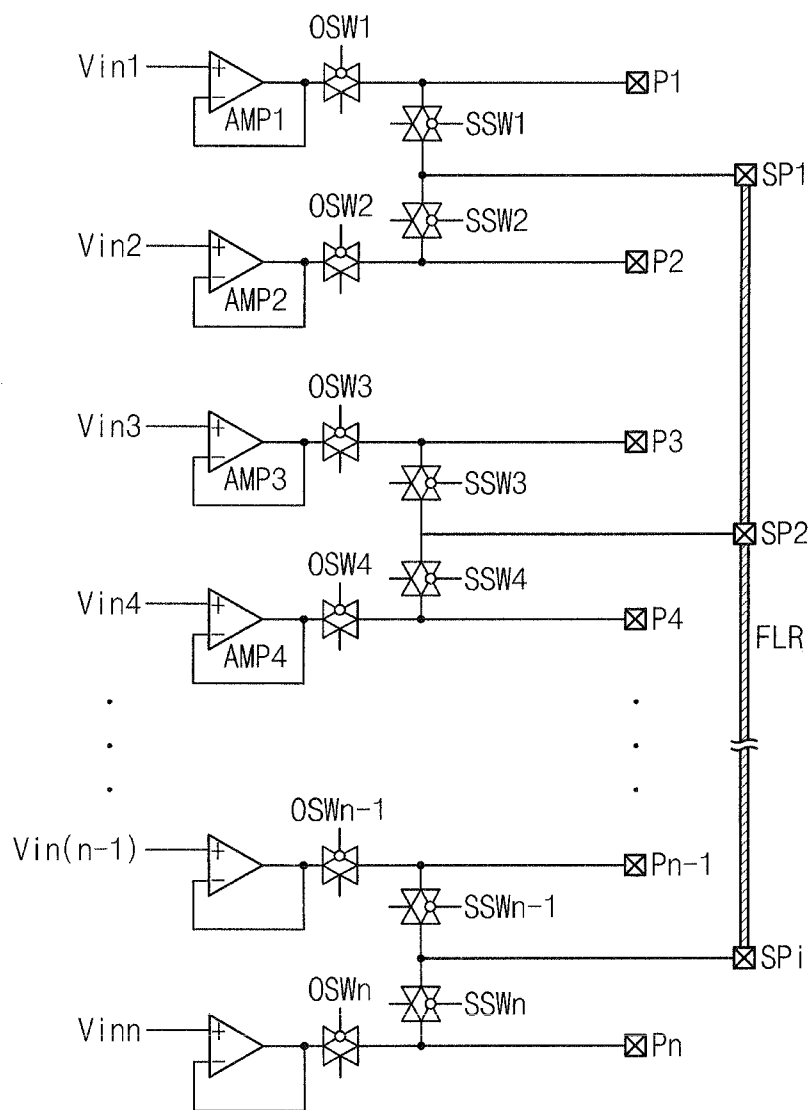 OSW1
Vin1
+
−
AMP1
P1
SSW1
SP1
OSW2
SSW2
Vin2
+
−
AMP2
P2
OSW3
Vin3
+
−
AMP3
P3
SSW3
SP2
OSW4
SSW4
Vin4
+
−
AMP4
P4
FLR
OSWn-1
Vin(n-1)
+
−
Pn-1
SSWn-1
SPi
OSWn
SSWn
Vinn
+
−
Pn